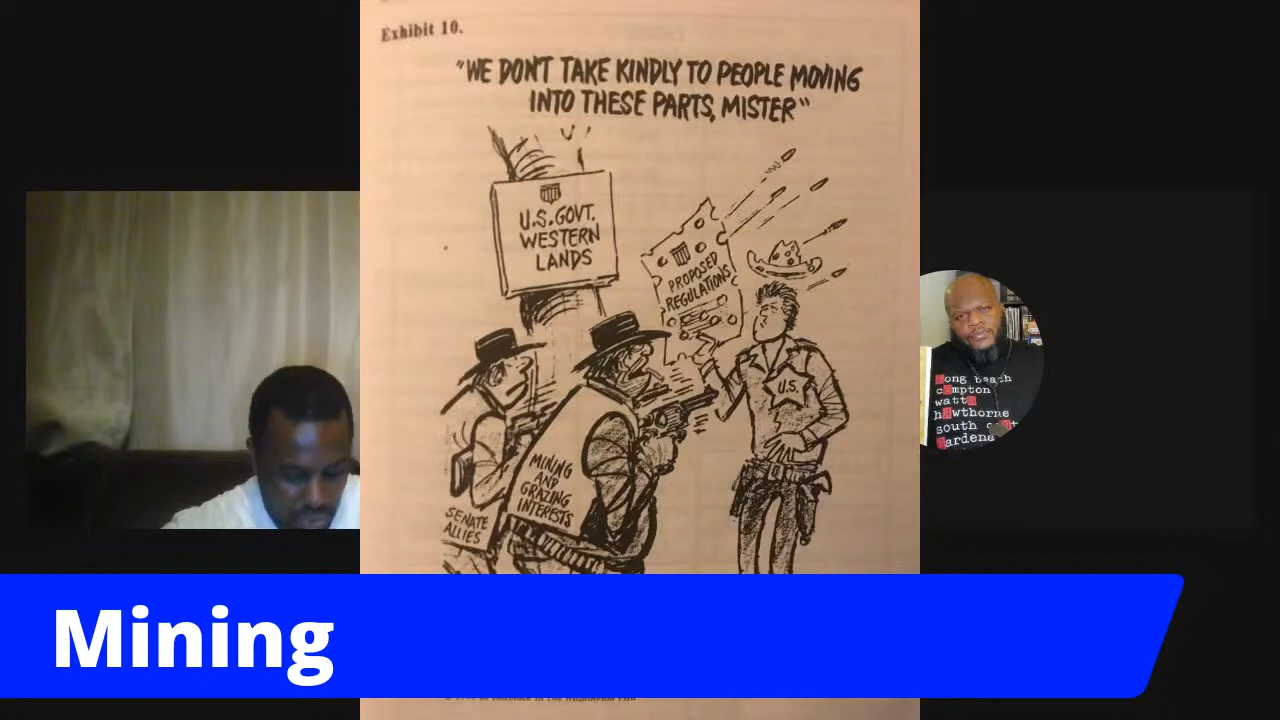 Exhibit 10.
"WE DON'T TAKE KINDLY TO PEOPLE MOVING
INTO THESE PARTS, MISTER"
U.S. GOVT.
WESTERN
LANDS
PROPOSED
REGULATIONS
U.S.
MINING
AND
GRAZING
INTERESTS
SENATE
ALLIES
long beach
compton
watts
hawthorne
south
gardena
Mining